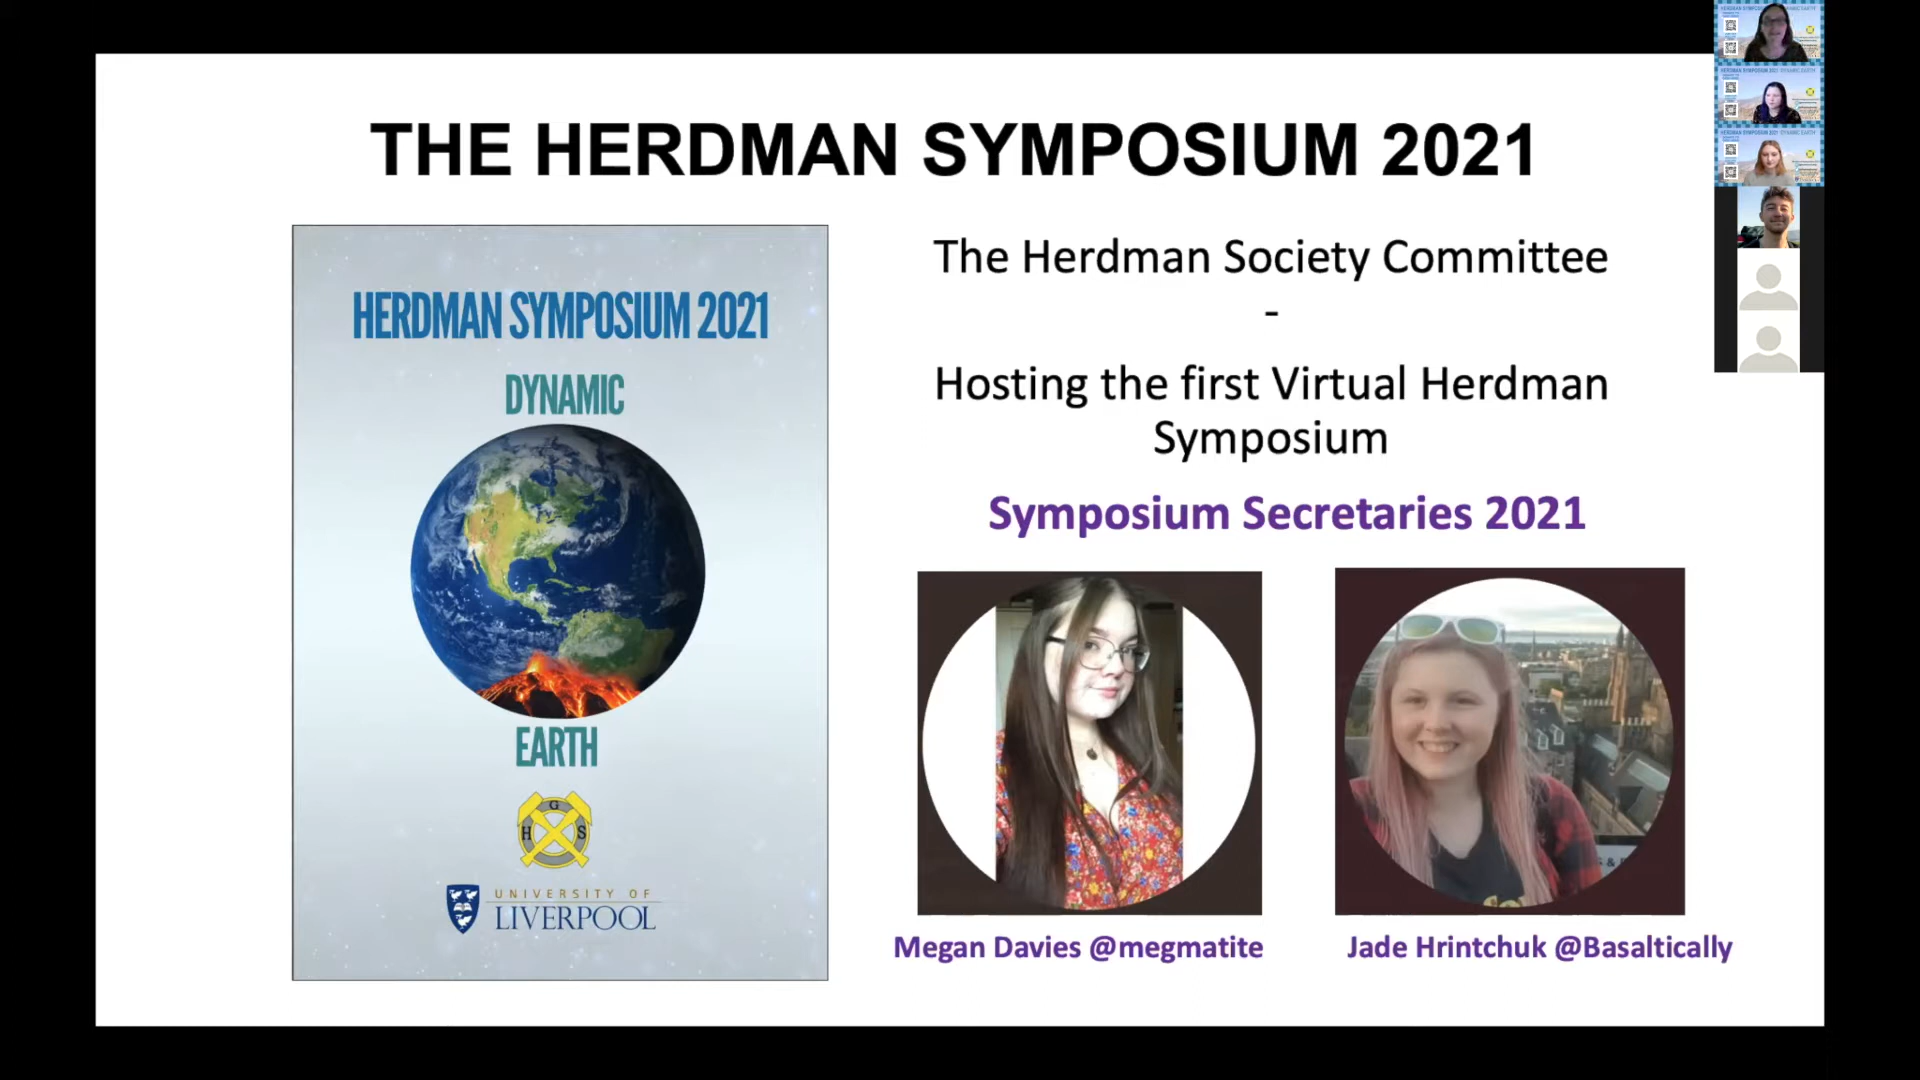 THE HERDMAN SYMPOSIUM 2021
HERDMAN SYMPOSIUM 2021
DYNAMIC
EARTH
G
H S
UNIVERSITY OF
LIVERPOOL
The Herdman Society Committee
-
Hosting the first Virtual Herdman
Symposium
Symposium Secretaries 2021
Megan Davies @megmatite
Jade Hrintchuk @Basaltically